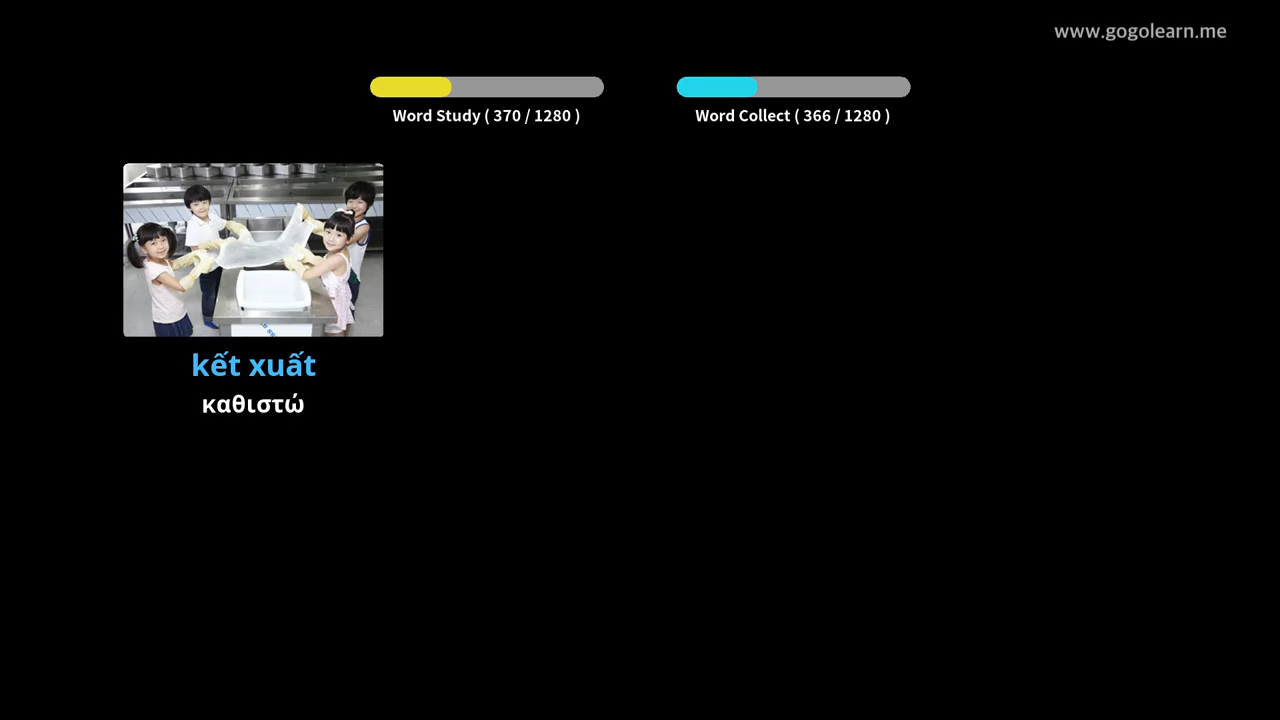 www.gogolearn.me
Word Study ( 370 / 1280 )
Word Collect ( 366 / 1280 )
kết xuất
καθιστώ